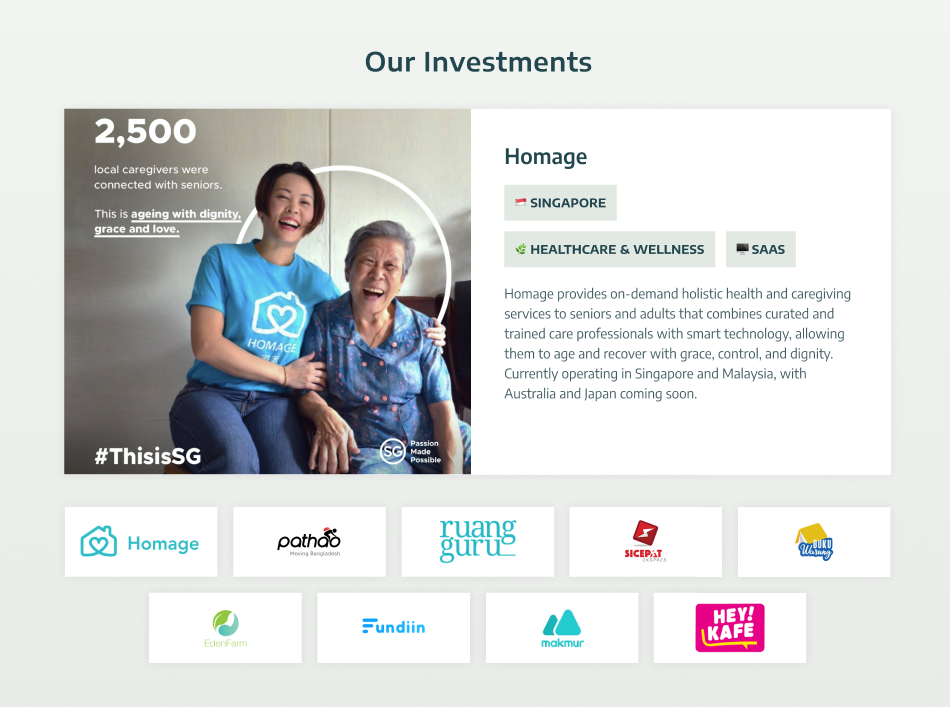 Our Investments
2,500
local caregivers were
connected with seniors.
This is ageing with dignity,
grace and love.
HOMAGE
#ThisisSG
SG
Passion
Made
Possible
Homage
SINGAPORE
HEALTHCARE & WELLNESS
SAAS
Homage provides on-demand holistic health and caregiving
services to seniors and adults that combines curated and
trained care professionals with smart technology, allowing
them to age and recover with grace, control, and dignity.
Currently operating in Singapore and Malaysia, with
Australia and Japan coming soon.
Homage
pathao
Moving Bangladesh
ruang
guru
SICEPAT
EKSPRES
BUKU
Warung
EdenFarm
Fundiin
makmur
HEY!
KAFE